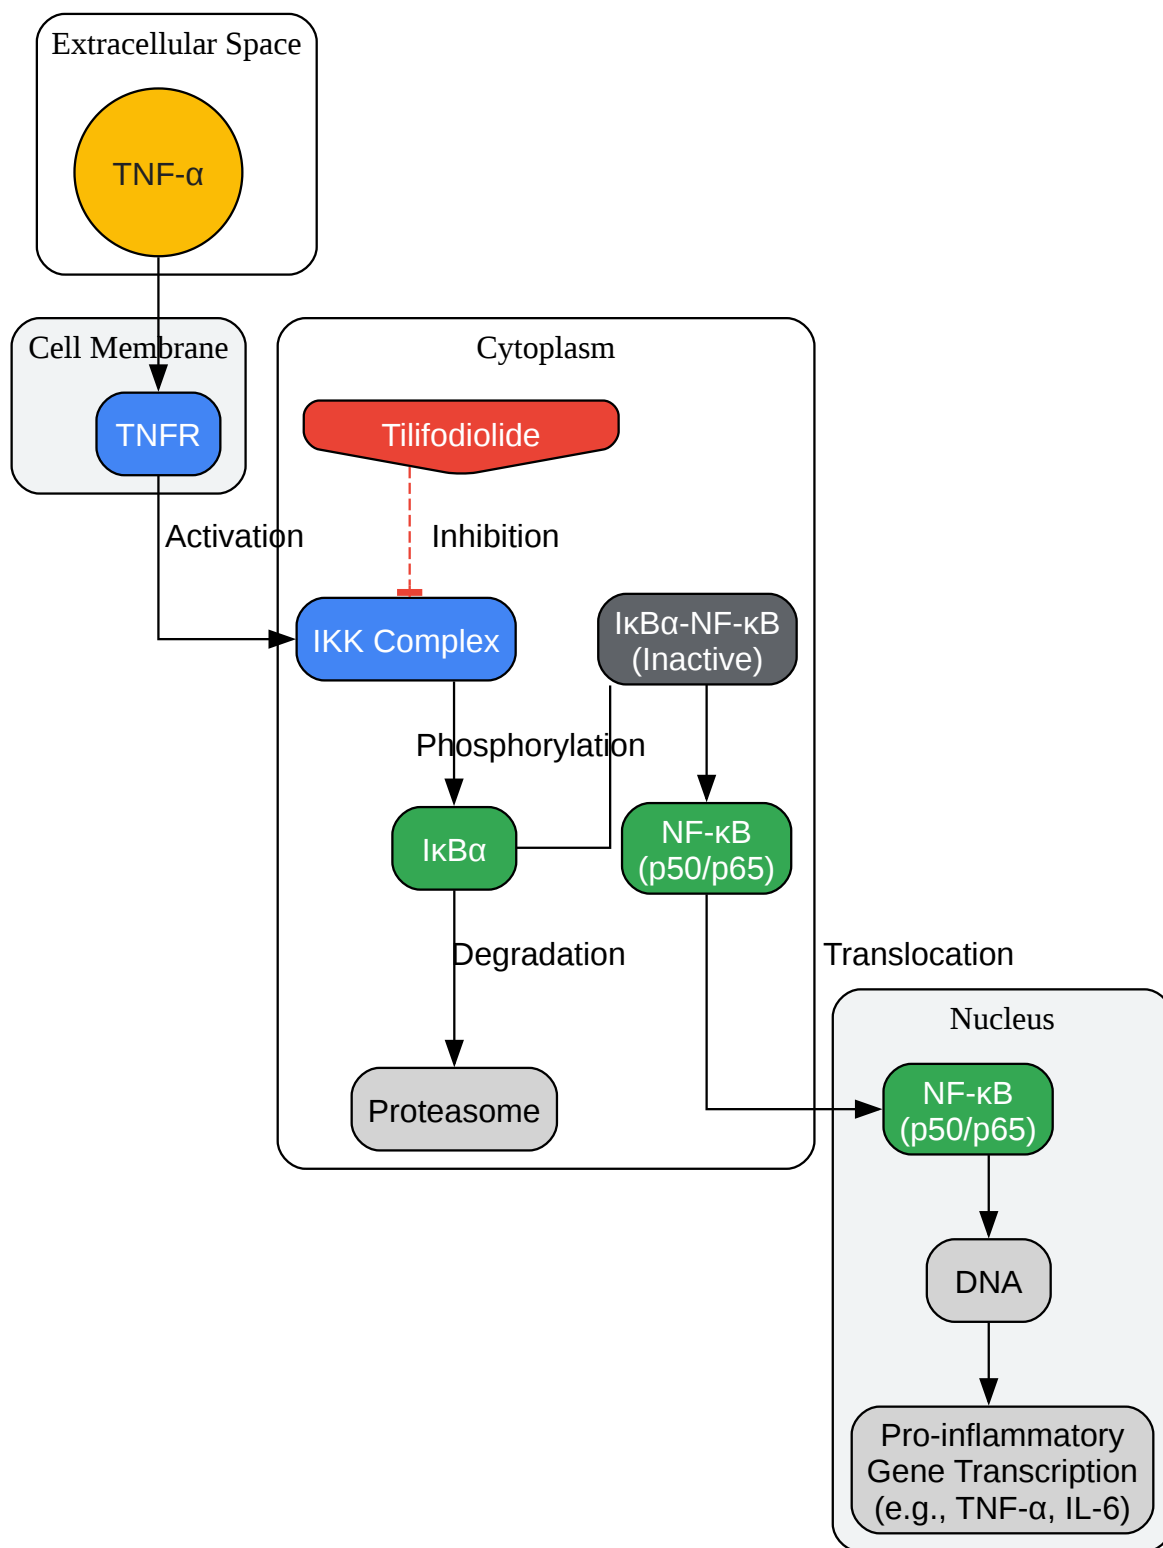 Extracellular Space
TNF-α
Cell Membrane
TNFR
Activation
Cytoplasm
Tilifodiolide
Inhibition
IKK Complex
IκBα-NF-κB
(Inactive)
Phosphorylation
IκBα
NF-κB
(p50/p65)
Degradation
Translocation
Proteasome
Nucleus
NF-κB
(p50/p65)
DNA
Pro-inflammatory
Gene Transcription
(e.g., TNF-α, IL-6)